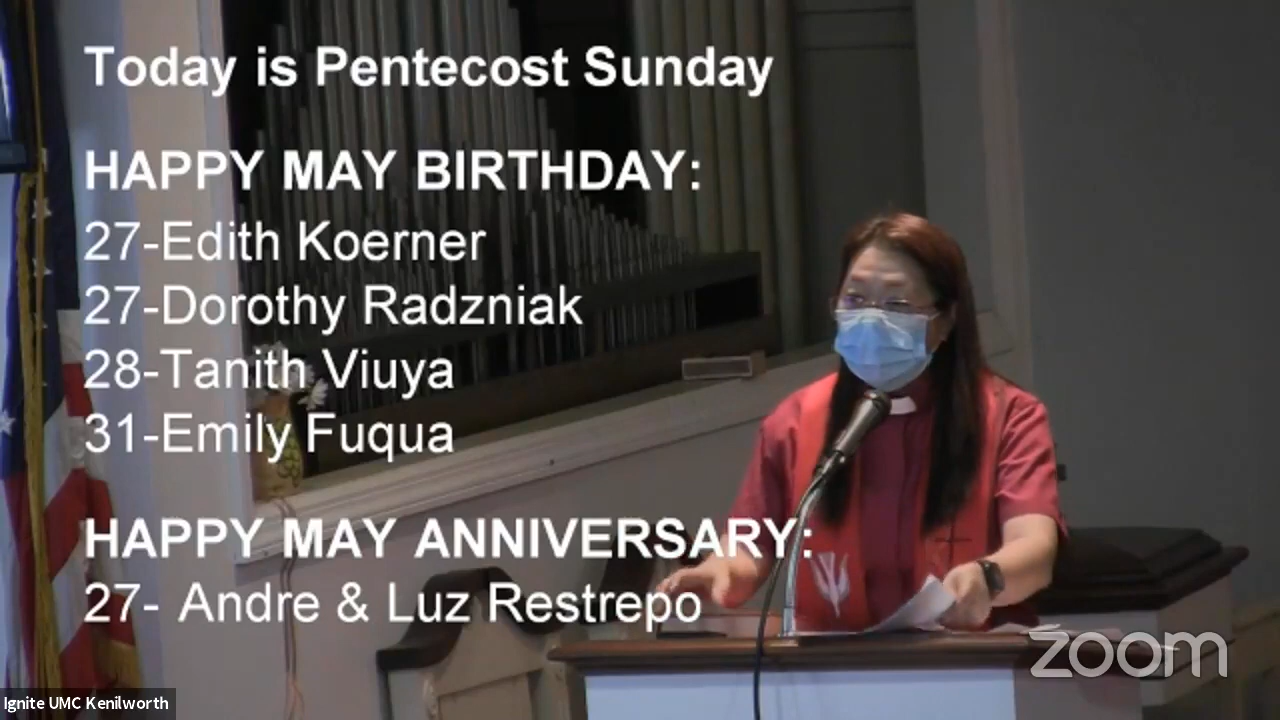 Today is Pentecost Sunday
HAPPY MAY BIRTHDAY:
27-Edith Koerner
27-Dorothy Radzniak
28-Tanith Viuya
31-Emily Fuqua
HAPPY MAY ANNIVERSARY:
27- Andre & Luz Restrepo
zoom
Ignite UMC Kenilworth